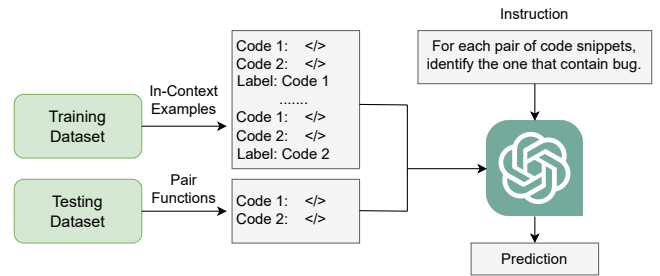 Instruction
For each pair of code snippets,
identify the one that contain bug.
Training
Dataset
In-Context
Examples
Code 1: </>
Code 2: </>
Label: Code 1
.......
Code 1: </>
Code 2: </>
Label: Code 2
Testing
Dataset
Pair
Functions
Code 1: </>
Code 2: </>
Prediction